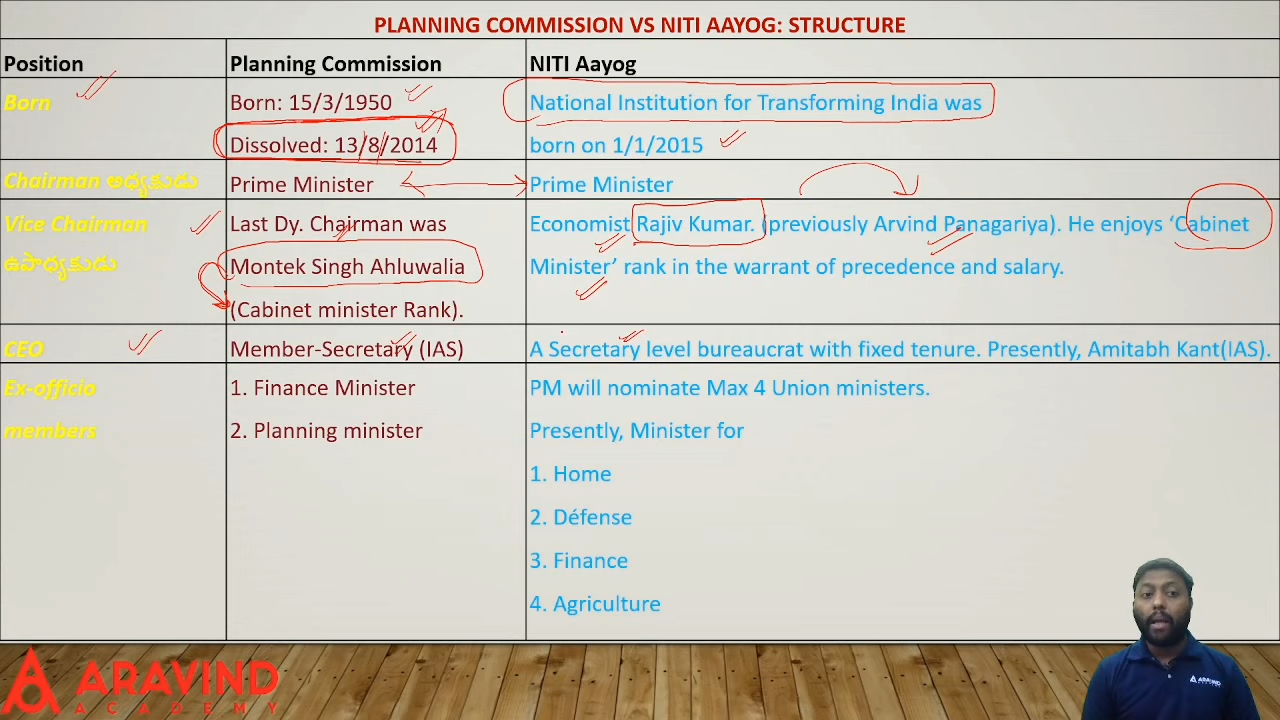 PLANNING COMMISSION VS NITI AAYOG: STRUCTURE
Position Planning Commission NITI Aayog
Born Born: 15/3/1950 National Institution for Transforming India was
Dissolved: 13/8/2014 born on 1/1/2015
Chairman అధ్యక్షుడు Prime Minister Prime Minister
Vice Chairman Last Dy. Chairman was Economist Rajiv Kumar. (previously Arvind Panagariya). He enjoys ‘Cabinet
ఉపాధ్యక్షుడు Montek Singh Ahluwalia Minister’ rank in the warrant of precedence and salary.
(Cabinet minister Rank).
CEO Member-Secretary (IAS) A Secretary level bureaucrat with fixed tenure. Presently, Amitabh Kant(IAS).
Ex-officio 1. Finance Minister PM will nominate Max 4 Union ministers.
members 2. Planning minister Presently, Minister for
1. Home
2. Défense
3. Finance
4. Agriculture
ARAVIND
ACADEMY
ARAVIND
ACADEMY